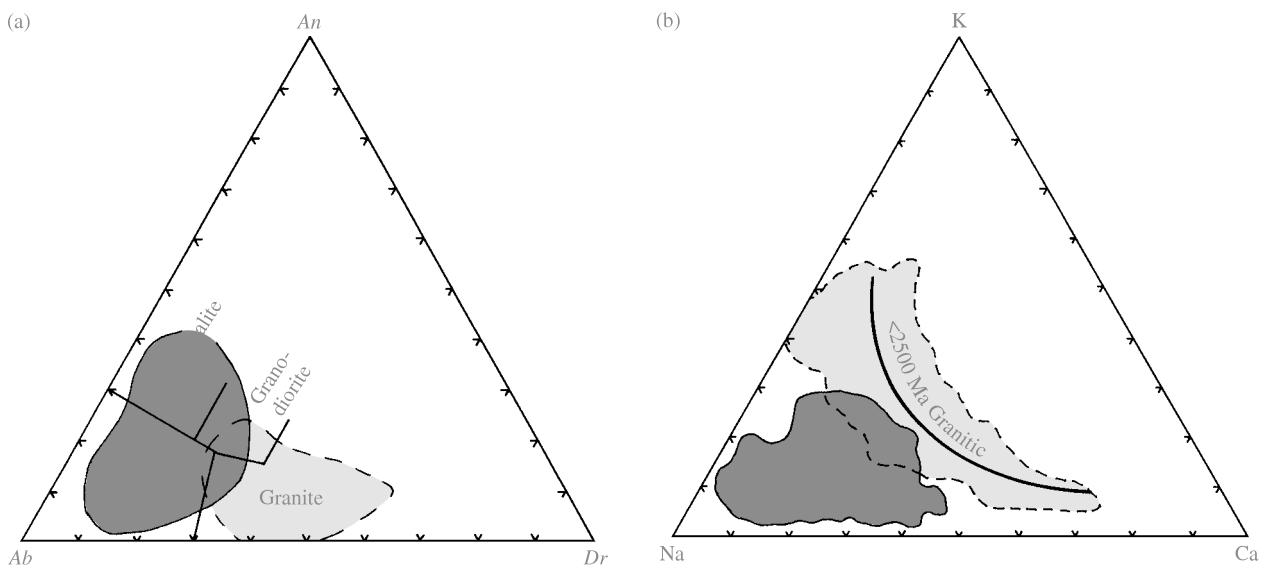 (a)
An
alite
Grano-
diorite
Granite
Ab
Dr
(b)
K
<2500 Ma Granitic
Na
Ca